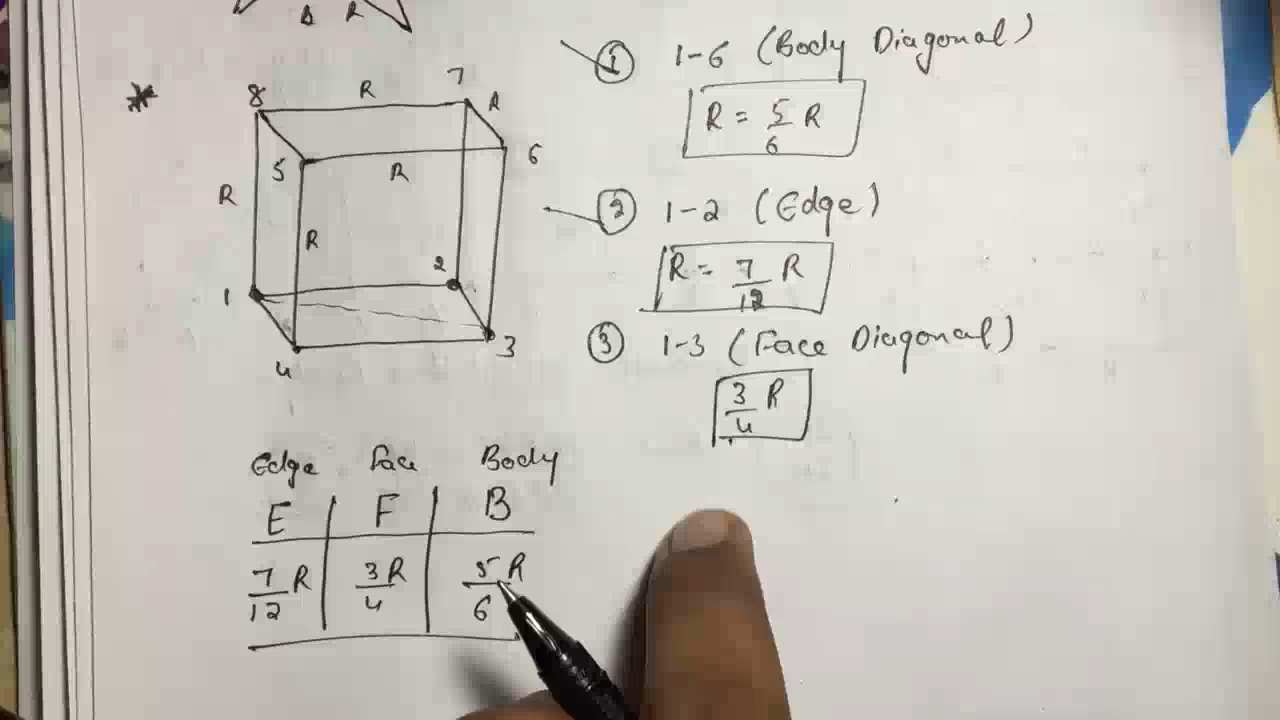 R
8
7
R
R
5
6
R
R
R
2
1
3
4
① 1-6 (Body Diagonal)
R = 5/6 R
② 1-2 (Edge)
R = 7/12 R
③ 1-3 (Face Diagonal)
3/4 R
Edge Face Body
E F B
7/12 R 3/4 R 5/6 R